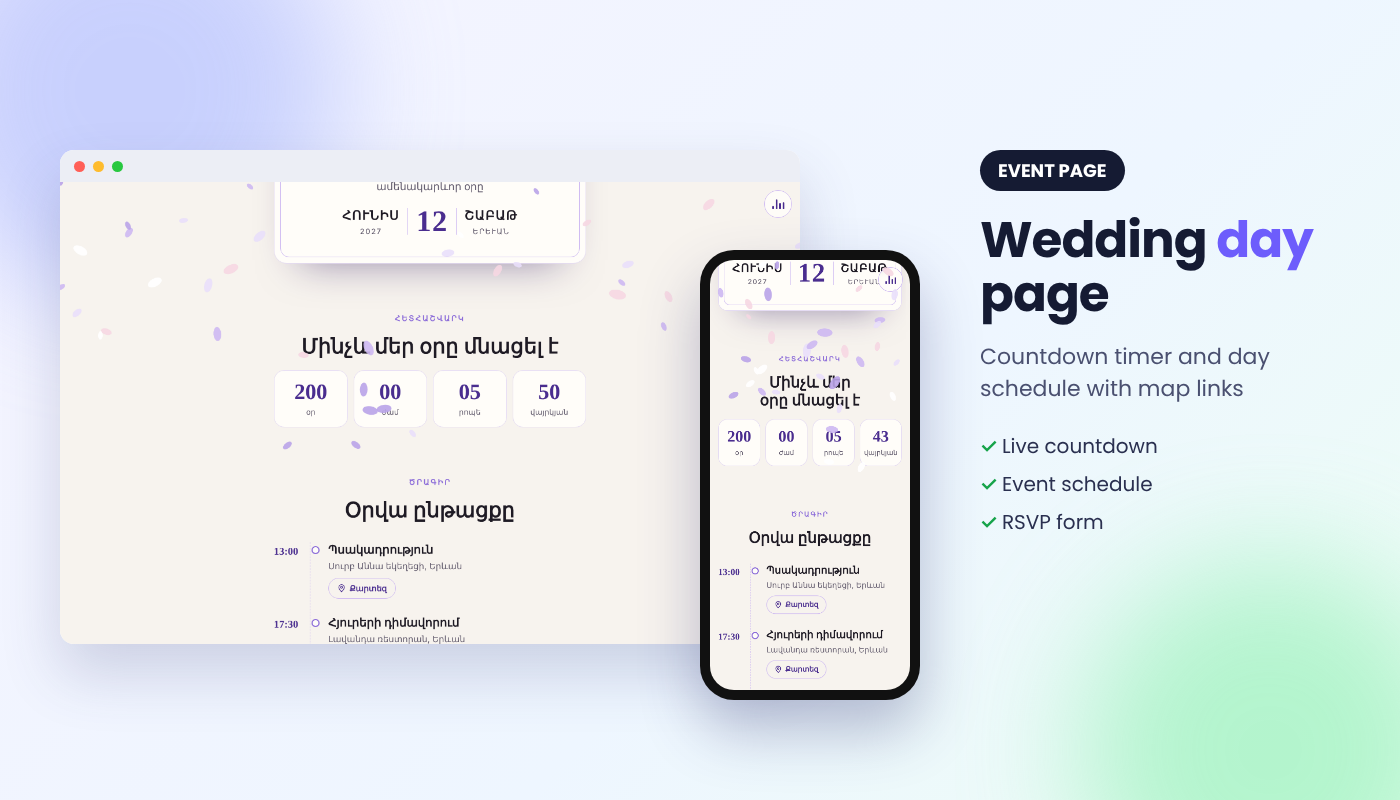 ամենակարևոր օրը
ՀՈՒՆԻՍ 12 ՇԱԲԱԹ
2027 ԵՐԵՒԱՆ
ՀԵՏՀԱՇՎԱՐԿ
Մինչև մեր օրը մնացել է
200 00 05 50
օր ժամ րոպե վայրկյան
ԾՐԱԳԻՐ
Օրվա ընթացքը
13:00 Պսակադրություն
Սուրբ Աննա եկեղեցի, Երևան
Քարտեզ
17:30 Հյուրերի դիմավորում
Լավանդա ռեստորան, Երևան
ՀՈՒՆԻՍ 12 ՇԱԲԱԹ
2027 ԵՐԵՒԱՆ
ՀԵՏՀԱՇՎԱՐԿ
Մինչև մեր
օրը մնացել է
200 00 05 43
օր ժամ րոպե վայրկյան
ԾՐԱԳԻՐ
Օրվա ընթացքը
13:00 Պսակադրություն
Սուրբ Աննա եկեղեցի, Երևան
Քարտեզ
17:30 Հյուրերի դիմավորում
Լավանդա ռեստորան, Երևան
Քարտեզ
EVENT PAGE
Wedding day
page
Countdown timer and day
schedule with map links
Live countdown
Event schedule
RSVP form